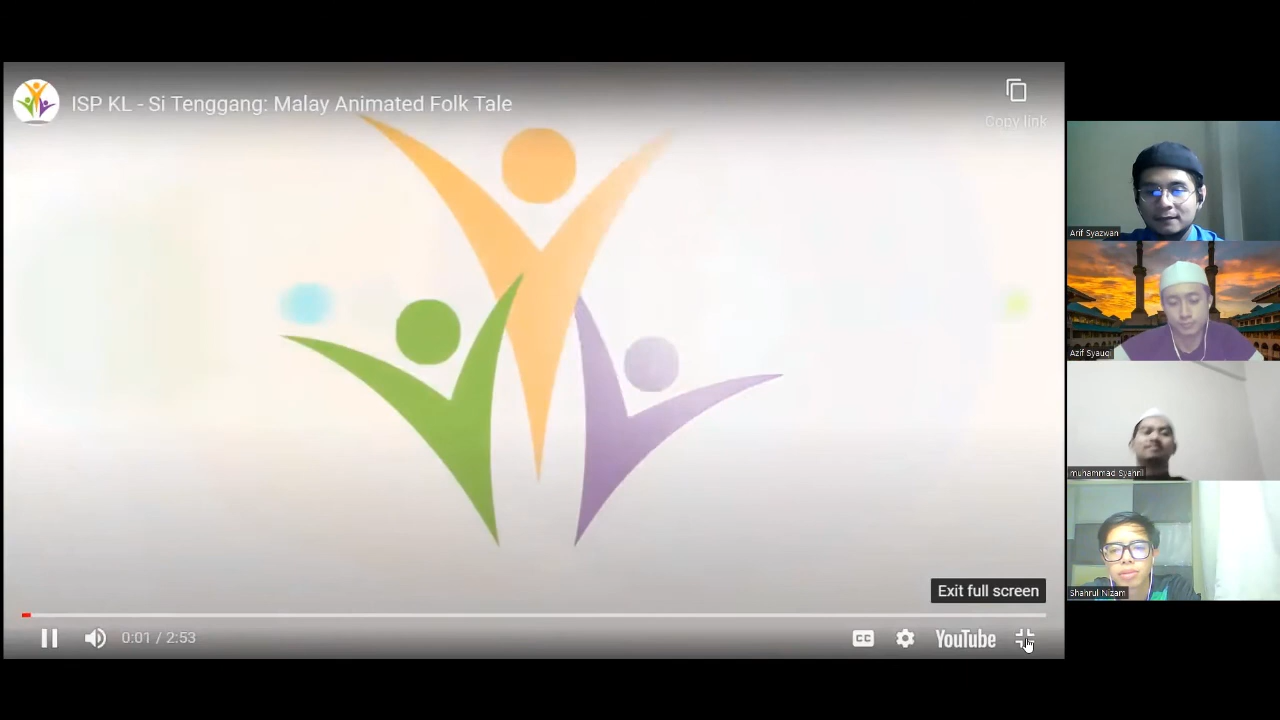 ISP KL - Si Tenggang: Malay Animated Folk Tale
Copy link
Arif Syazwan
Azif Syauqi
muhammad Syahril
Shahrul Nizam
Exit full screen
0:01 / 2:53
CC
YouTube